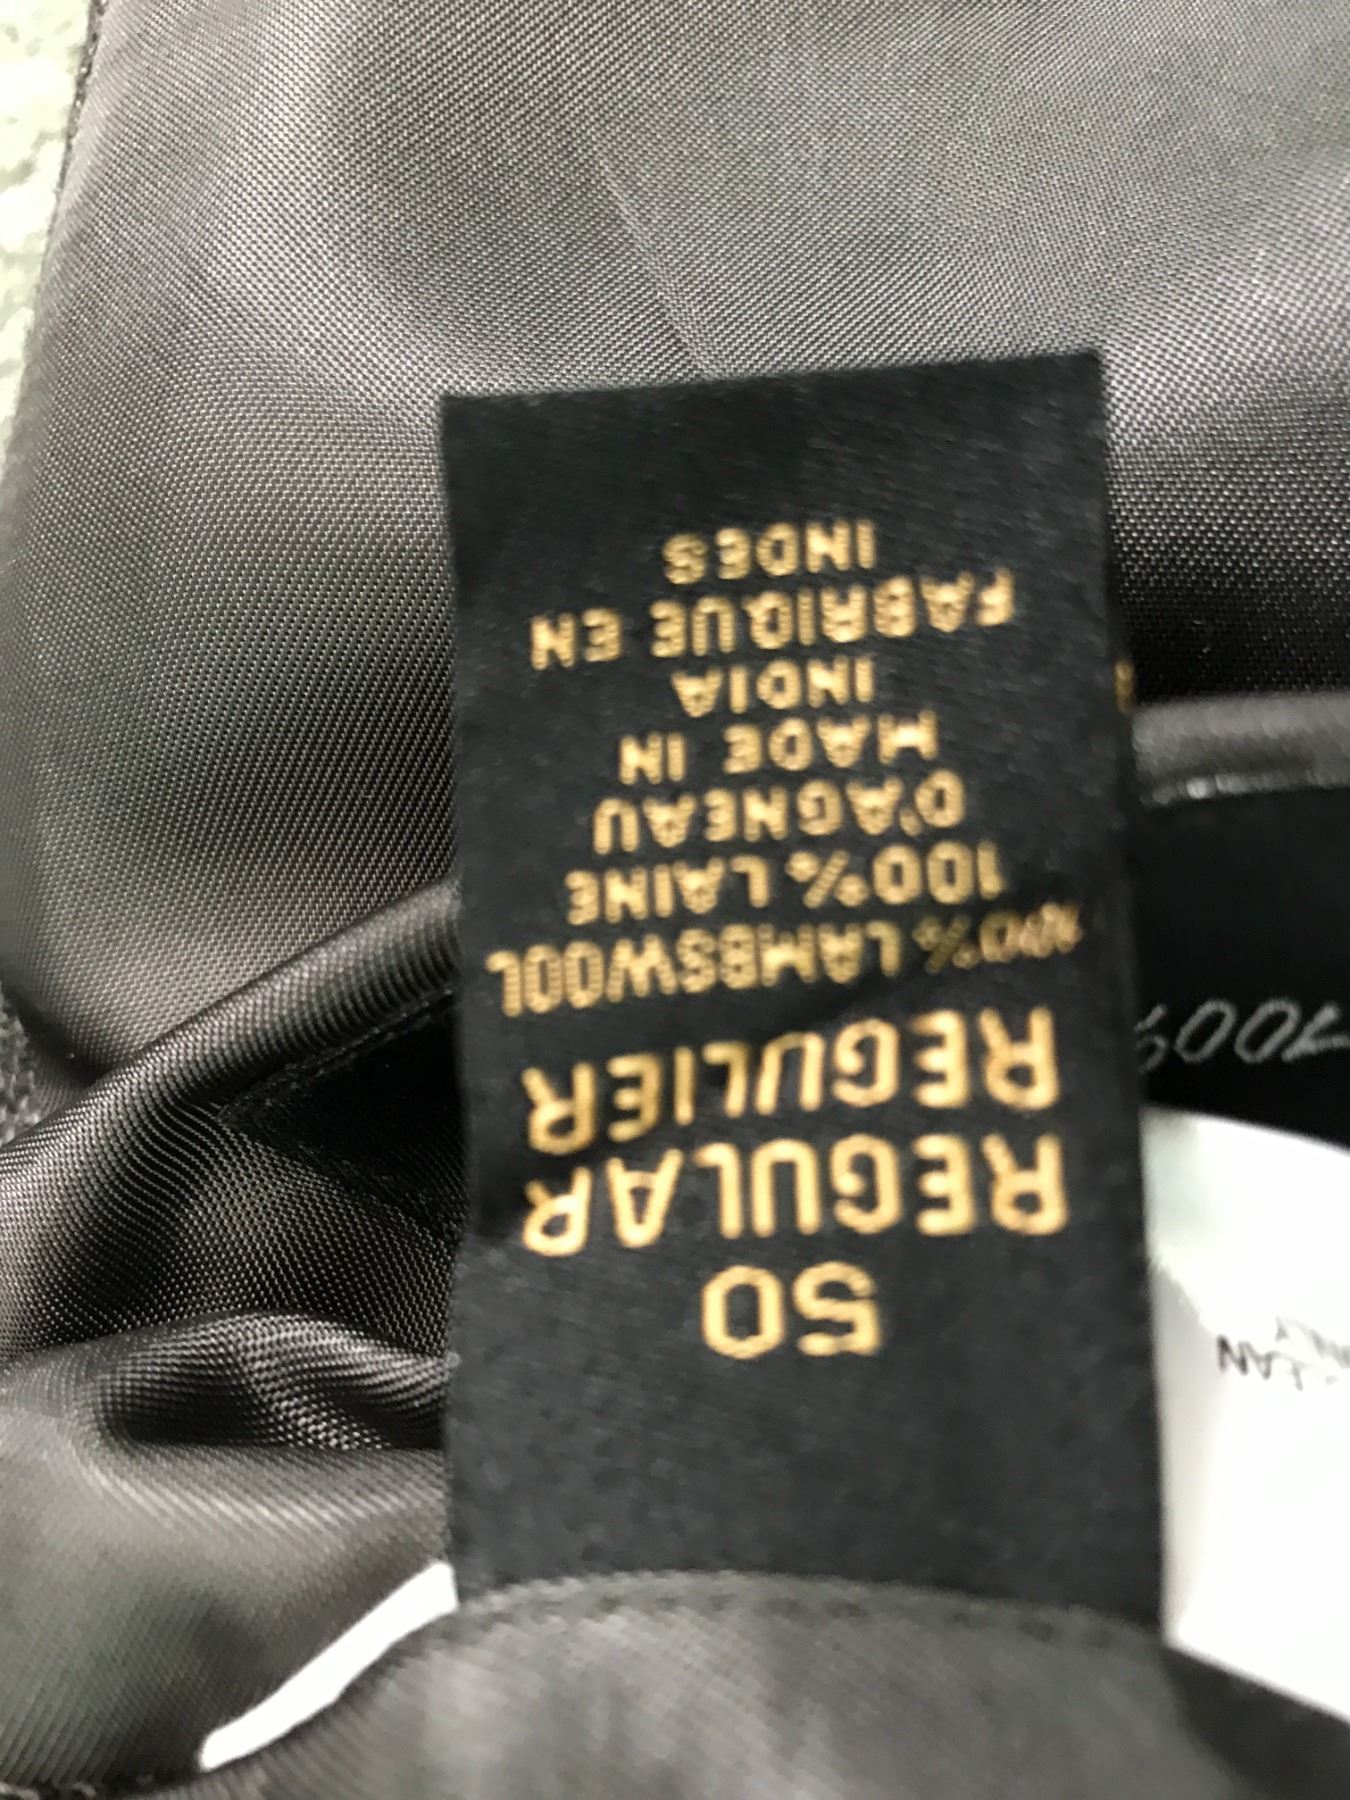 50
REGULAR
REGULIER
100% LAMBSWOOL
100% LAINE
D'AGNEAU
MADE IN
INDIA
FABRIQUE EN
INDES